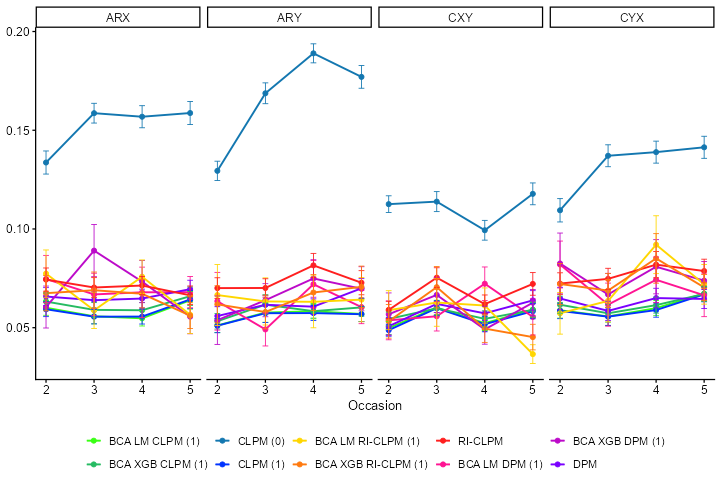 ARX ARY CXY CYX
0.20
0.15
0.10
0.05
2 3 4 5 2 3 4 5 2 3 4 5 2 3 4 5
Occasion
BCA LM CLPM (1) CLPM (0) BCA LM RI-CLPM (1) RI-CLPM BCA XGB DPM (1)
BCA XGB CLPM (1) CLPM (1) BCA XGB RI-CLPM (1) BCA LM DPM (1) DPM